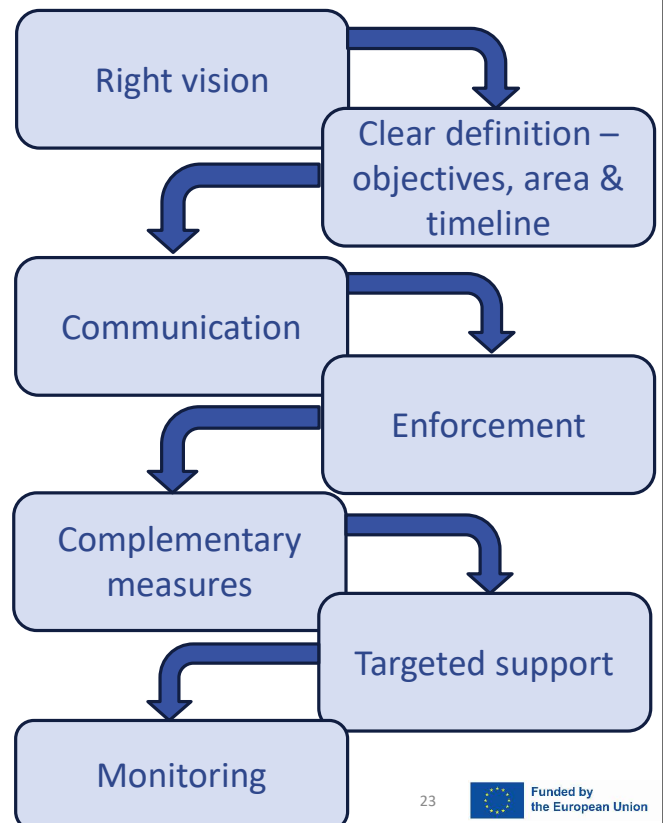 Right vision
Clear definition –
objectives, area &
timeline
Communication
Enforcement
Complementary
measures
Targeted support
Monitoring
23
Funded by
the European Union